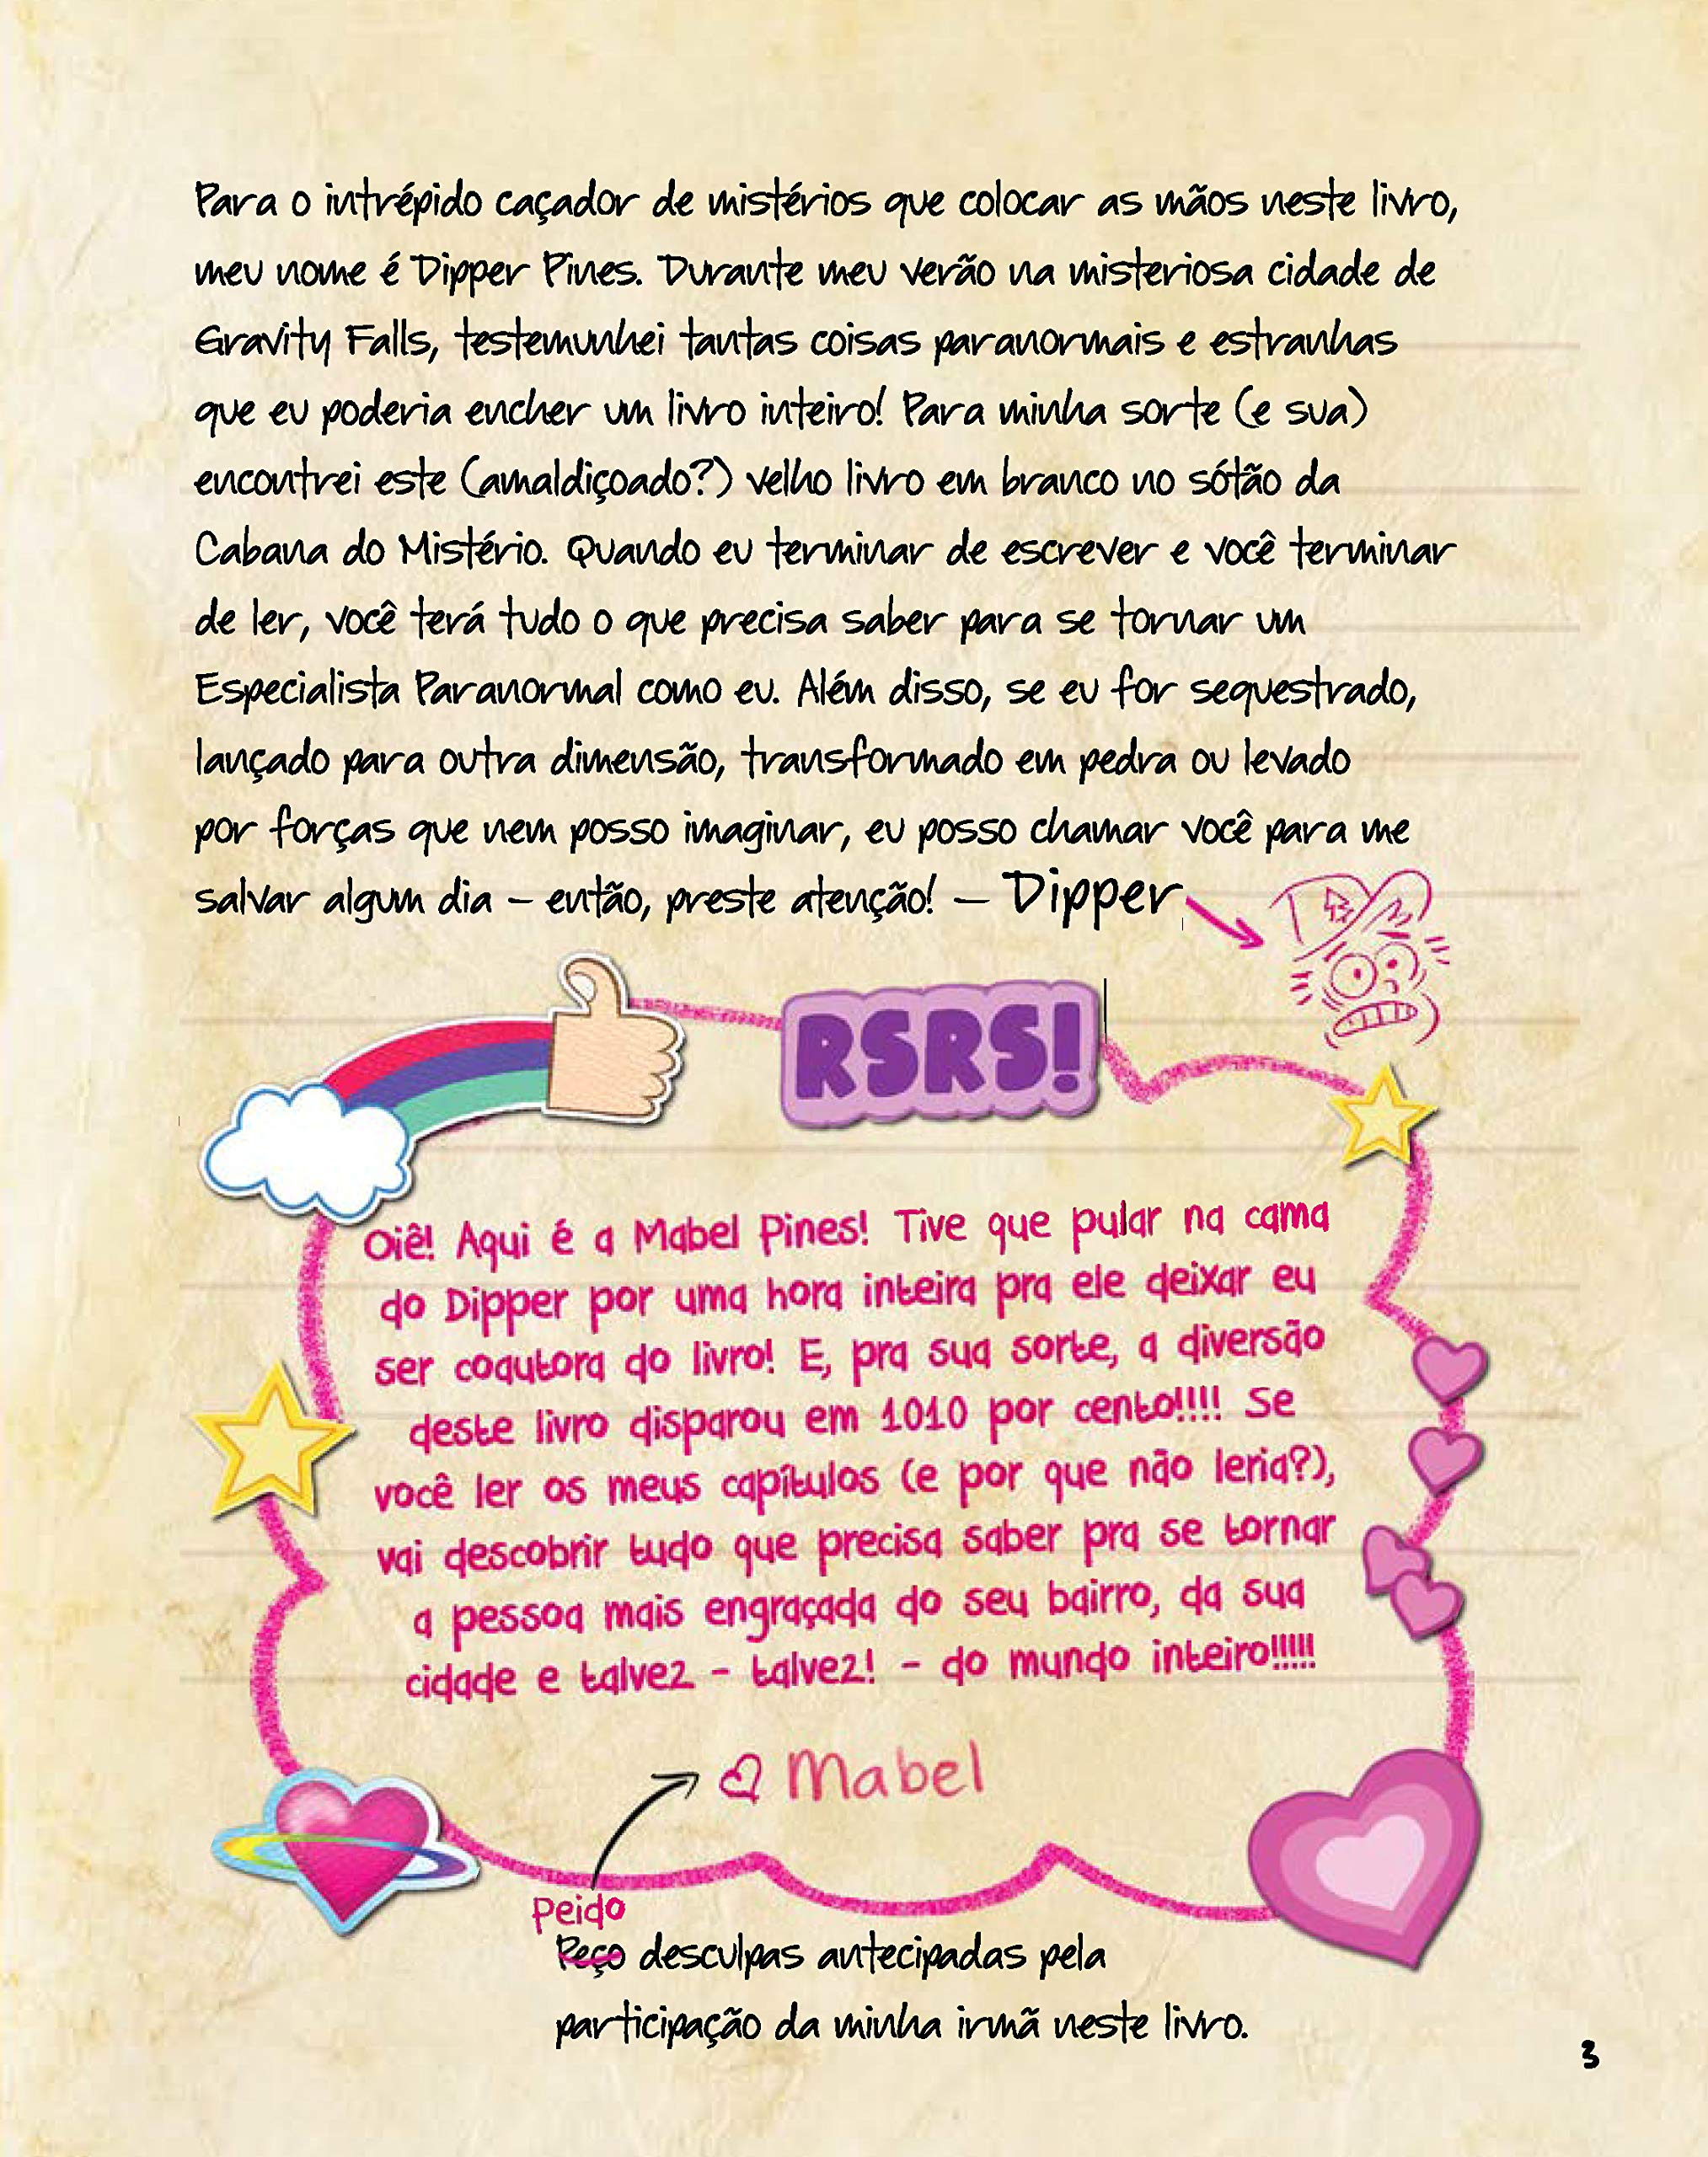 Para o intrépido caçador de mistérios que colocar as mãos neste livro,
meu nome é Dipper Pines. Durante meu verão na misteriosa cidade de
Gravity Falls, testemunhei tantas coisas paranormais e estranhas
que eu poderia encher um livro inteiro! Para minha sorte (e sua)
encontrei este (amaldiçoado?) velho livro em branco no sótão da
Cabana do Mistério. Quando eu terminar de escrever e você terminar
de ler, você terá tudo o que precisa saber para se tornar um
Especialista Paranormal como eu. Além disso, se eu for sequestrado,
lançado para outra dimensão, transformado em pedra ou levado
por forças que nem posso imaginar, eu posso chamar você para me
salvar algum dia – então, preste atenção! — Dipper
RSRS!
Oiê! Aqui é a Mabel Pines! Tive que pular na cama
do Dipper por uma hora inteira pra ele deixar eu
ser coautora do livro! E, pra sua sorte, a diversão
deste livro disparou em 1010 por cento!!!! Se
você ler os meus capítulos (e por que não leria?),
vai descobrir tudo que precisa saber pra se tornar
a pessoa mais engraçada do seu bairro, da sua
cidade e talvez - talvez! - do mundo inteiro!!!!!
Mabel
Peido
Peço desculpas antecipadas pela
participação da minha irmã neste livro.
3